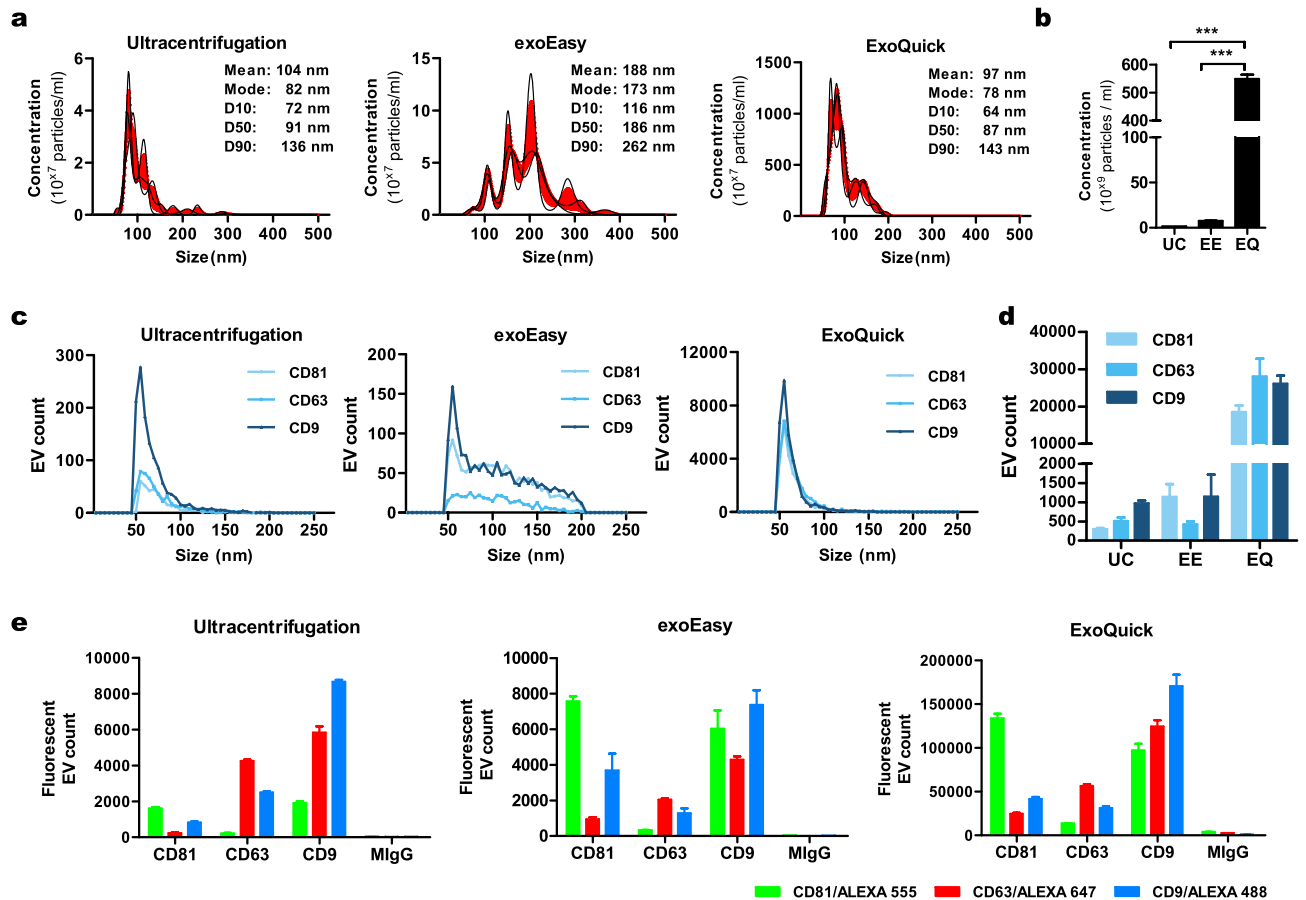 a
Ultracentrifugation
Concentration
(10ˣ⁷ particles/ml)
6
4
2
0
Mean: 104 nm
Mode: 82 nm
D10: 72 nm
D50: 91 nm
D90: 136 nm
100 200 300 400 500
Size (nm)
exoEasy
Concentration
(10ˣ⁷ particles/ml)
15
10
5
0
Mean: 188 nm
Mode: 173 nm
D10: 116 nm
D50: 186 nm
D90: 262 nm
100 200 300 400 500
Size (nm)
ExoQuick
Concentration
(10ˣ⁷ particles/ml)
1500
1000
500
0
Mean: 97 nm
Mode: 78 nm
D10: 64 nm
D50: 87 nm
D90: 143 nm
100 200 300 400 500
Size (nm)
b
***
***
Concentration
(10ˣ⁹ particles / ml)
600
500
400
100
50
0
UC EE EQ
c
Ultracentrifugation
EV count
300
200
100
0
CD81
CD63
CD9
50 100 150 200 250
Size (nm)
exoEasy
EV count
200
150
100
50
0
CD81
CD63
CD9
50 100 150 200 250
Size (nm)
ExoQuick
EV count
12000
8000
4000
0
CD81
CD63
CD9
50 100 150 200 250
Size (nm)
d
EV count
40000
30000
20000
10000
2000
1500
1000
500
0
CD81
CD63
CD9
UC EE EQ
e
Ultracentrifugation
Fluorescent
EV count
10000
8000
6000
4000
2000
0
CD81 CD63 CD9 MIgG
exoEasy
Fluorescent
EV count
10000
8000
6000
4000
2000
0
CD81 CD63 CD9 MIgG
ExoQuick
Fluorescent
EV count
200000
150000
100000
50000
0
CD81 CD63 CD9 MIgG
CD81/ALEXA 555 CD63/ALEXA 647 CD9/ALEXA 488